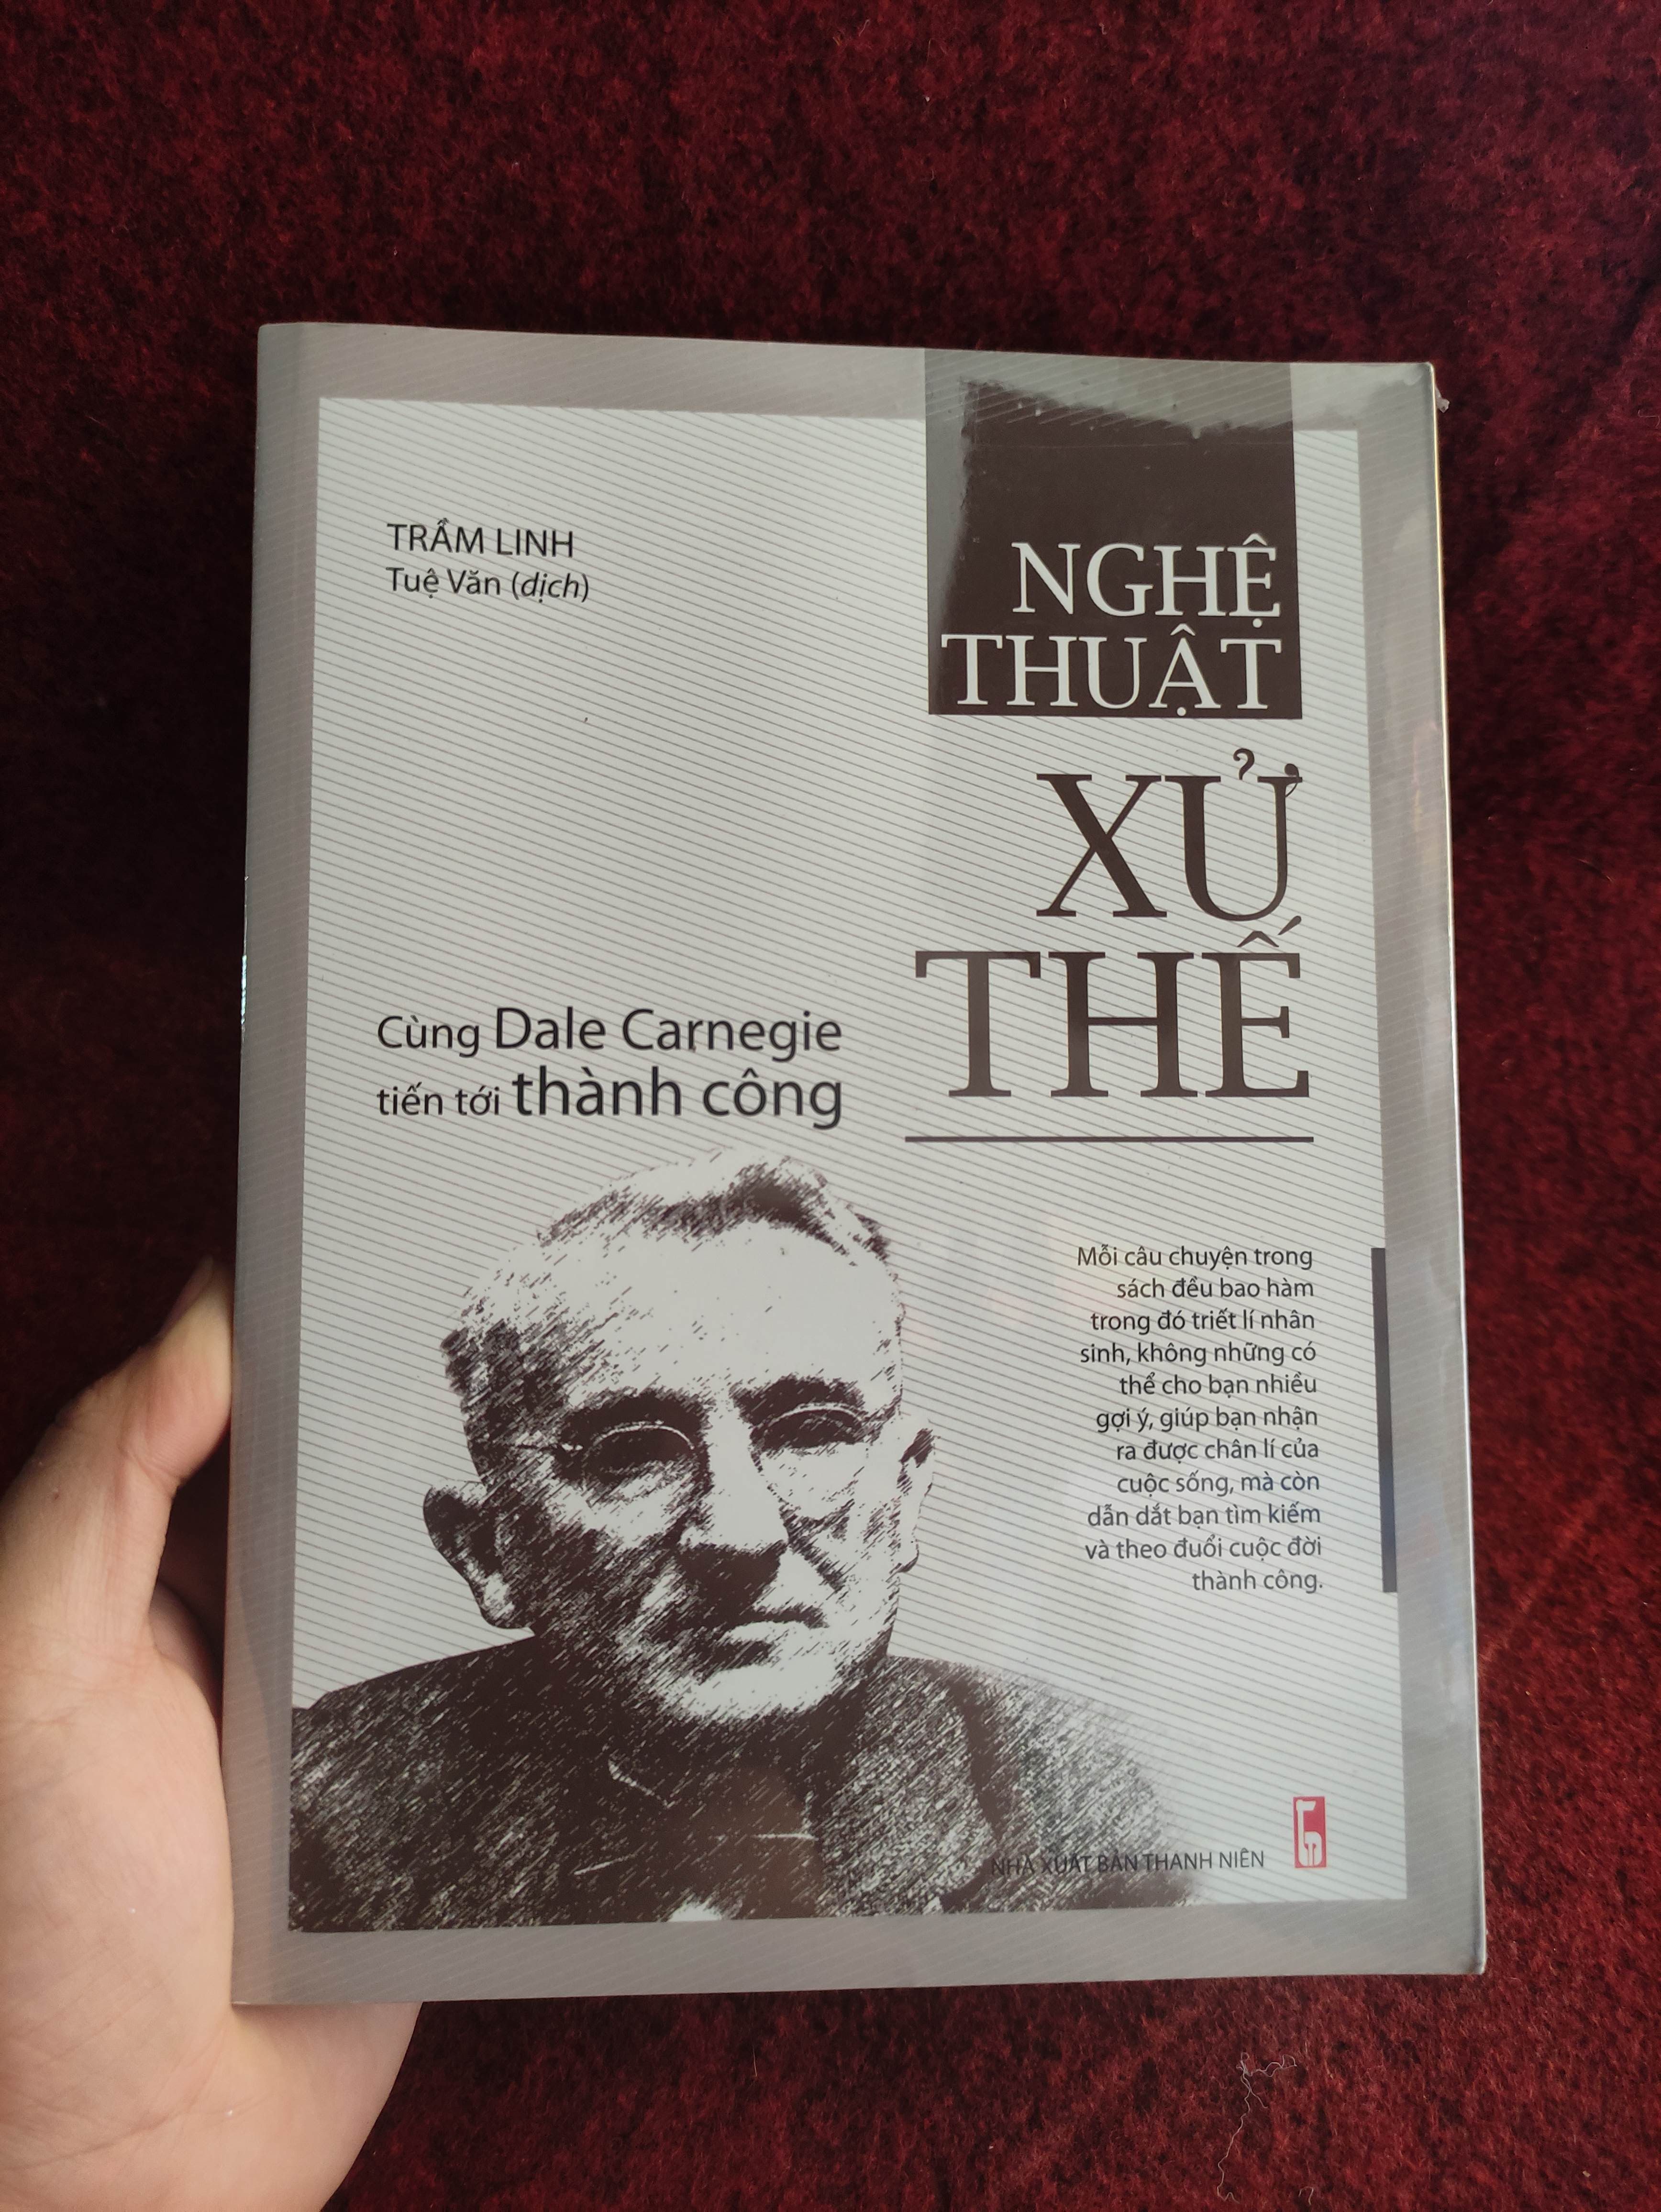 TRẦM LINH
Tuệ Văn (dịch)
NGHỆ
THUẬT
XỬ
THẾ
Cùng Dale Carnegie
tiến tới thành công
Mỗi câu chuyện trong
sách đều bao hàm
trong đó triết lí nhân
sinh, không những có
thể cho bạn nhiều
gợi ý, giúp bạn nhận
ra được chân lí của
cuộc sống, mà còn
dẫn dắt bạn tìm kiếm
và theo đuổi cuộc đời
thành công.
NHÀ XUẤT BẢN THANH NIÊN